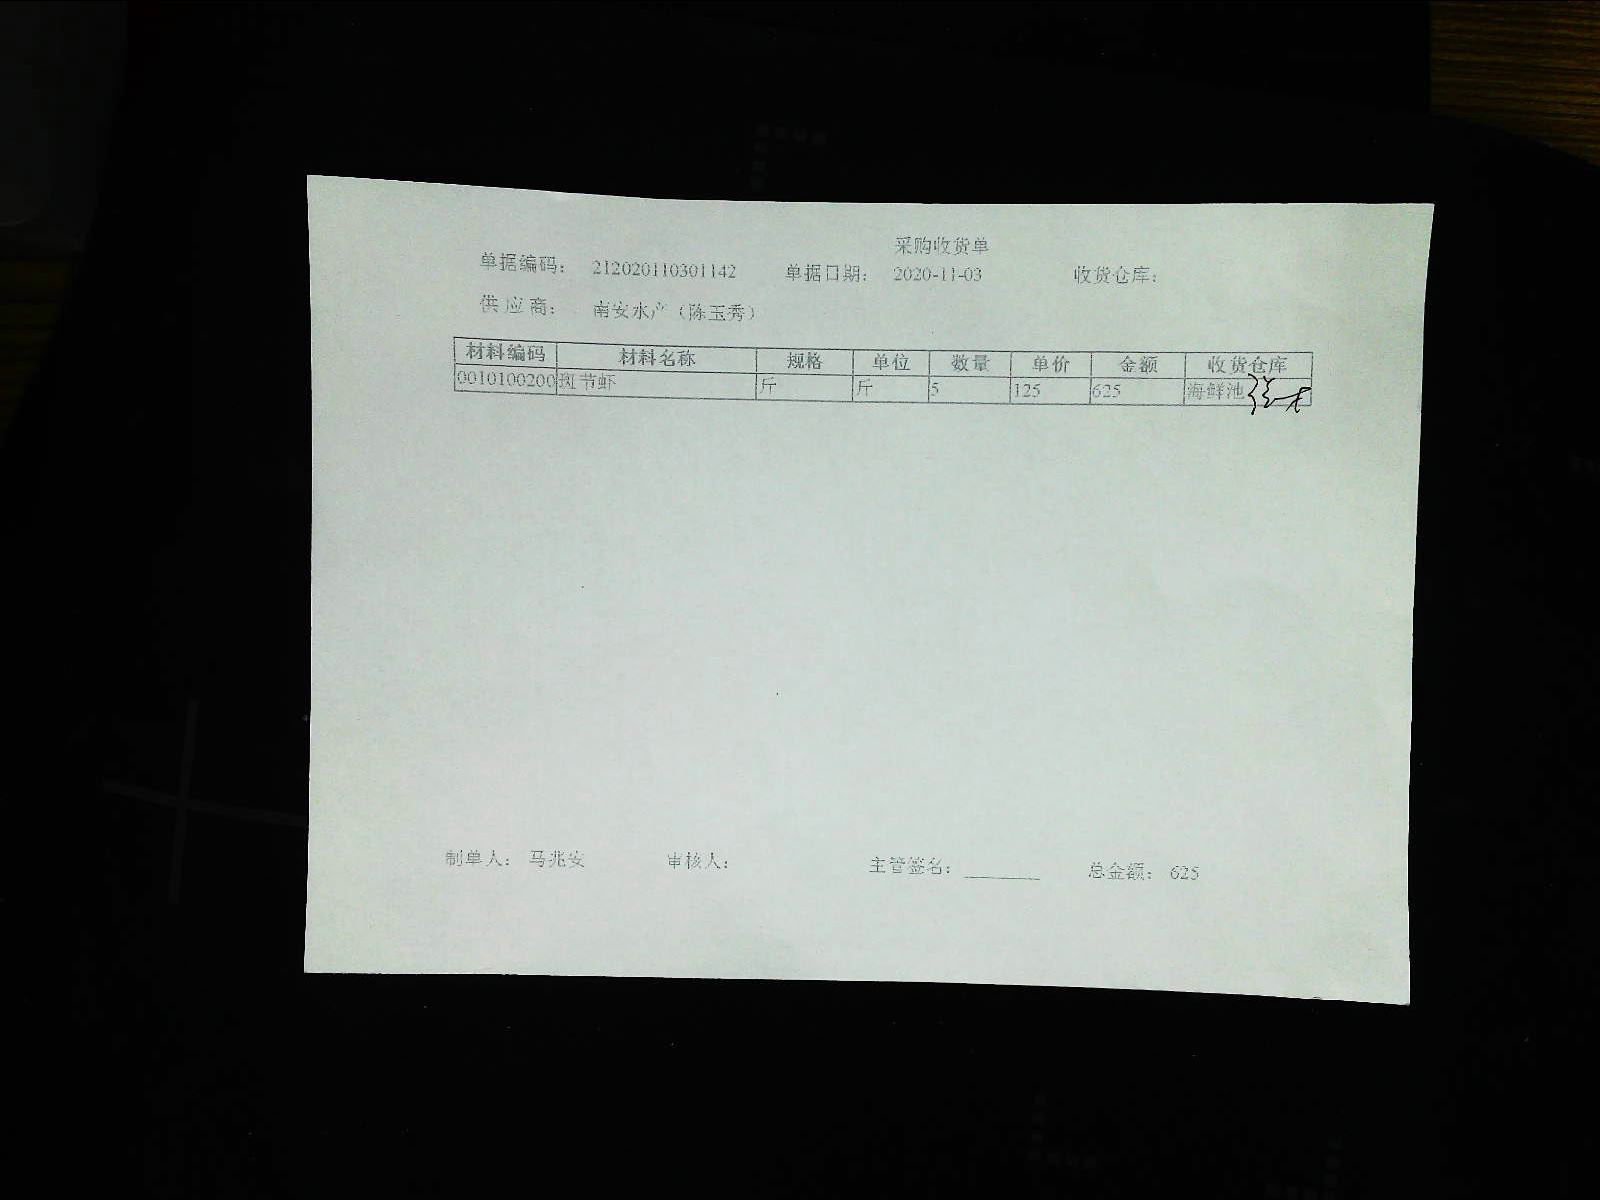 采购收货单
单据编码： 212020110301142 单据日期： 2020-11-03 收货仓库：
供应商： 南安水产（陈玉秀）
材料编码 材料名称 规格 单位 数量 单价 金额 收货仓库
0010100200 斑节虾 斤 斤 5 125 625 海鲜池
制单人： 马兆安 审核人： 主管签名： 总金额： 625